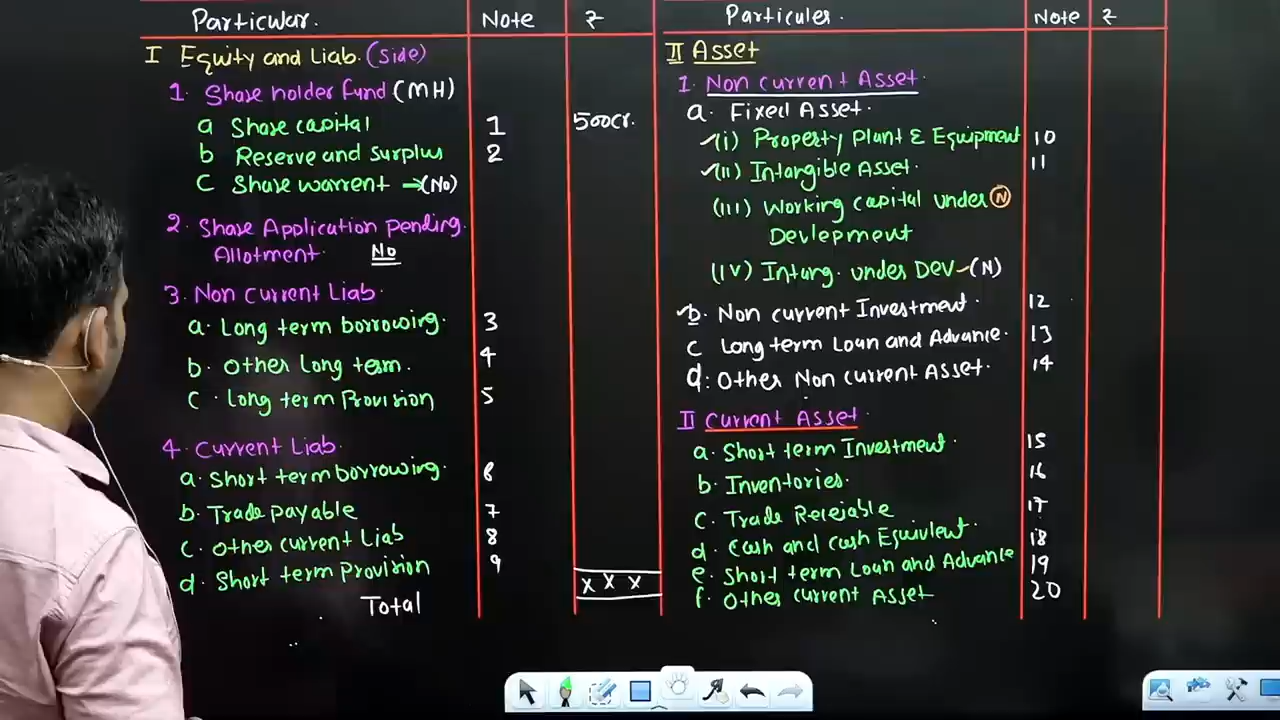 Particular. Note ₹
I Equity and Liab. (side)
1. Share holder Fund (MH)
a Share capital 1 500cr.
b Reserve and Surplus 2
C Share warrent → (No)
2. Share Application Pending
Allotment. No
3. Non Current Liab.
a. Long term borrowing. 3
b. Other Long term. 4
C. Long term Provision 5
4. Current Liab.
a. Short term borrowing. 6
b. Trade payable 7
C. other current Liab 8
d. Short term Provision 9
Total x x x
Particules. Note ₹
II Asset
1. Non current Asset.
a. Fixed Asset.
(i) Property Plant & Equipment 10
(ii) Intangible Asset. 11
(iii) Working capital under N
Devlepment
(iv) Intang. under Dev - (N)
b. Non current Investment. 12
C Long term Loan and Advance. 13
d. Other Non current Asset. 14
II Current Asset.
a. Short term Investment. 15
b. Inventories. 16
C. Trade Receiable 17
d. Cash and cash Equivlent. 18
e. Short term Loan and Advance 19
f. Other current Asset 20